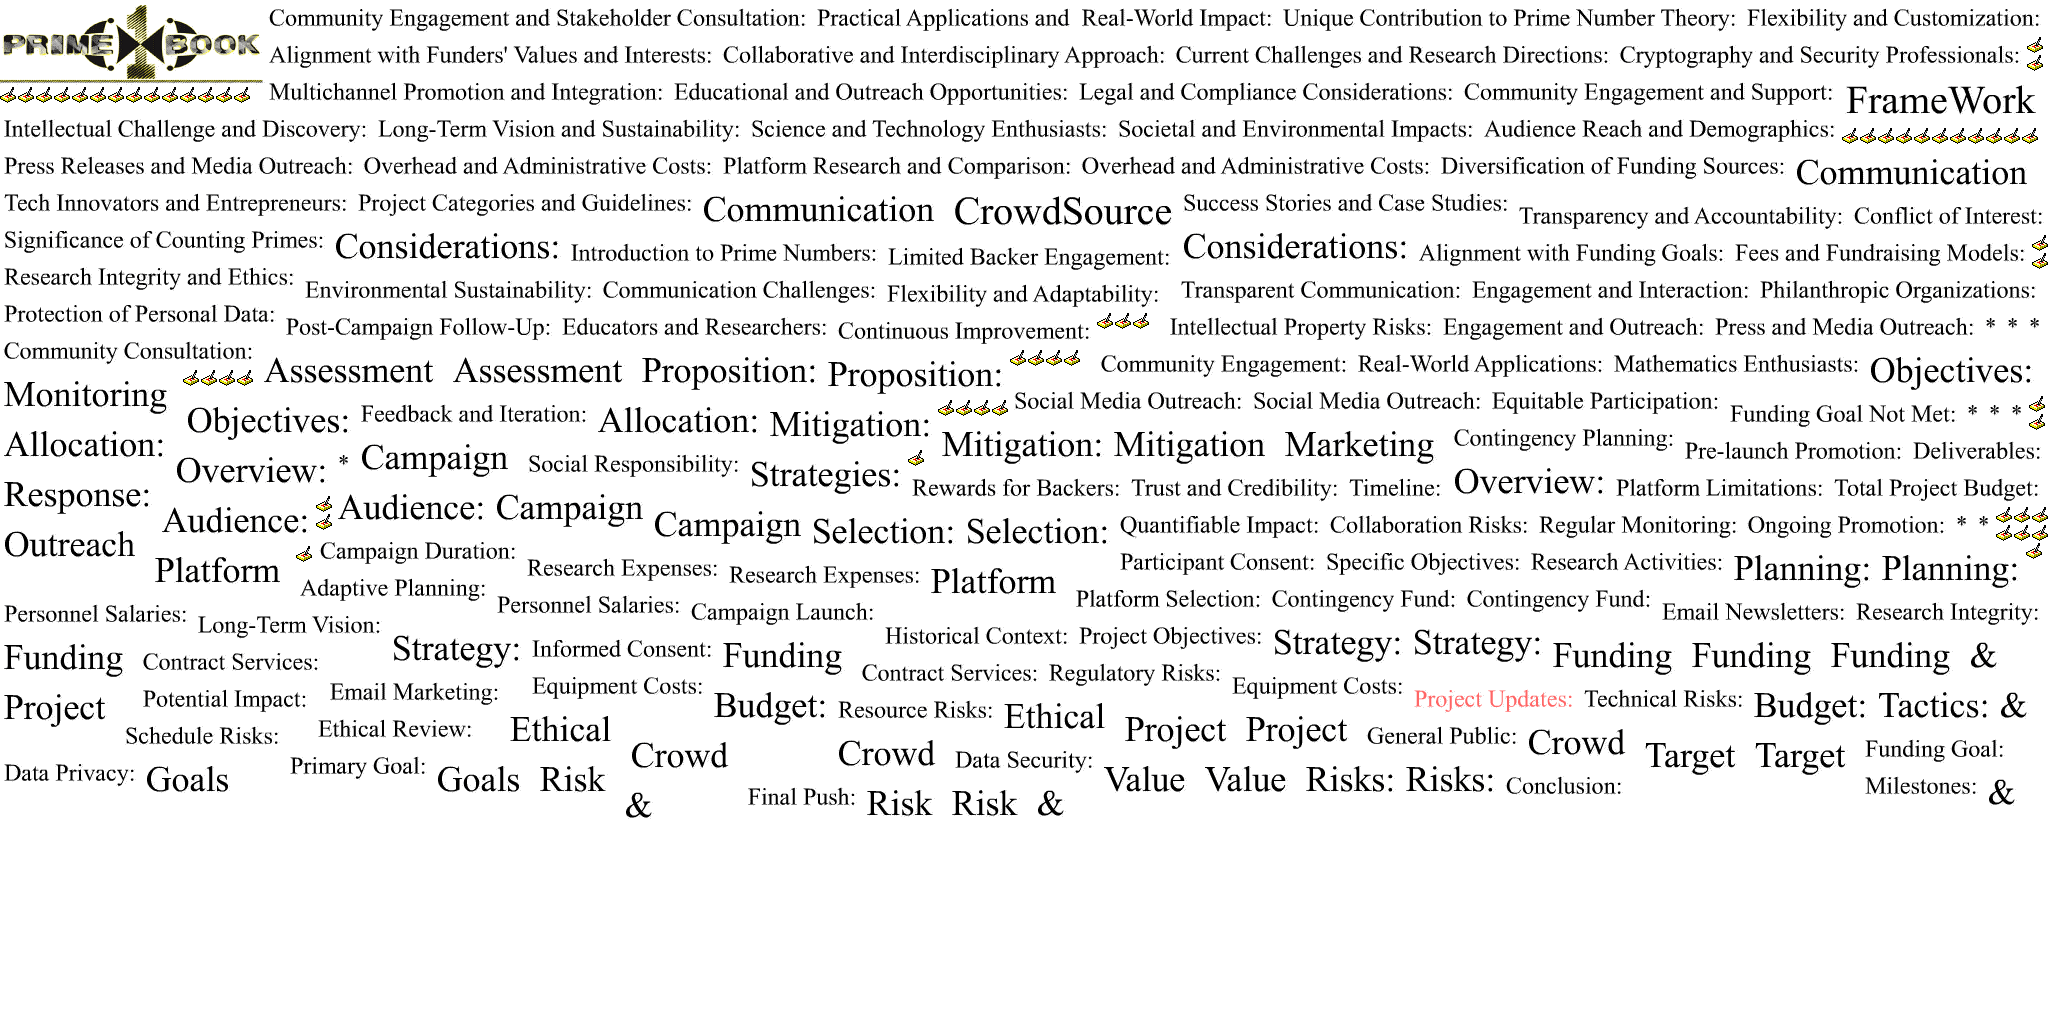 PRIME 1 BOOK
Community Engagement and Stakeholder Consultation: Practical Applications and Real-World Impact: Unique Contribution to Prime Number Theory: Flexibility and Customization:
Alignment with Funders' Values and Interests: Collaborative and Interdisciplinary Approach: Current Challenges and Research Directions: Cryptography and Security Professionals:
Multichannel Promotion and Integration: Educational and Outreach Opportunities: Legal and Compliance Considerations: Community Engagement and Support: FrameWork
Intellectual Challenge and Discovery: Long-Term Vision and Sustainability: Science and Technology Enthusiasts: Societal and Environmental Impacts: Audience Reach and Demographics:
Press Releases and Media Outreach: Overhead and Administrative Costs: Platform Research and Comparison: Overhead and Administrative Costs: Diversification of Funding Sources: Communication
Tech Innovators and Entrepreneurs: Project Categories and Guidelines: Communication CrowdSource Success Stories and Case Studies: Transparency and Accountability: Conflict of Interest:
Significance of Counting Primes: Considerations: Introduction to Prime Numbers: Limited Backer Engagement: Considerations: Alignment with Funding Goals: Fees and Fundraising Models:
Research Integrity and Ethics: Environmental Sustainability: Communication Challenges: Flexibility and Adaptability: Transparent Communication: Engagement and Interaction: Philanthropic Organizations:
Protection of Personal Data: Post-Campaign Follow-Up: Educators and Researchers: Continuous Improvement: Intellectual Property Risks: Engagement and Outreach: Press and Media Outreach: * * *
Community Consultation: Assessment Assessment Proposition: Proposition: Community Engagement: Real-World Applications: Mathematics Enthusiasts: Objectives:
Monitoring Objectives: Feedback and Iteration: Allocation: Mitigation: Social Media Outreach: Social Media Outreach: Equitable Participation: Funding Goal Not Met: * * *
Allocation: Overview: * Campaign Social Responsibility: Strategies: Mitigation: Mitigation Marketing Contingency Planning: Pre-launch Promotion: Deliverables:
Response: Audience: Audience: Campaign Campaign Selection: Selection: Rewards for Backers: Trust and Credibility: Timeline: Overview: Platform Limitations: Total Project Budget:
Quantifiable Impact: Collaboration Risks: Regular Monitoring: Ongoing Promotion: * *
Outreach Platform Campaign Duration: Research Expenses: Research Expenses: Platform Participant Consent: Specific Objectives: Research Activities: Planning: Planning:
Adaptive Planning: Personnel Salaries: Campaign Launch: Platform Selection: Contingency Fund: Contingency Fund: Email Newsletters: Research Integrity:
Personnel Salaries: Long-Term Vision: Strategy: Informed Consent: Funding Historical Context: Project Objectives: Strategy: Strategy: Funding Funding Funding &
Funding Contract Services: Equipment Costs: Contract Services: Regulatory Risks: Equipment Costs:
Project Potential Impact: Email Marketing: Budget: Resource Risks: Ethical Project Updates: Technical Risks: Budget: Tactics: &
Schedule Risks: Ethical Review: Ethical Crowd Crowd Project Project General Public: Crowd Target Target Funding Goal:
Data Privacy: Goals Primary Goal: Goals Risk Data Security: Value Value Risks: Risks: Conclusion: Milestones: &
& Final Push: Risk Risk &